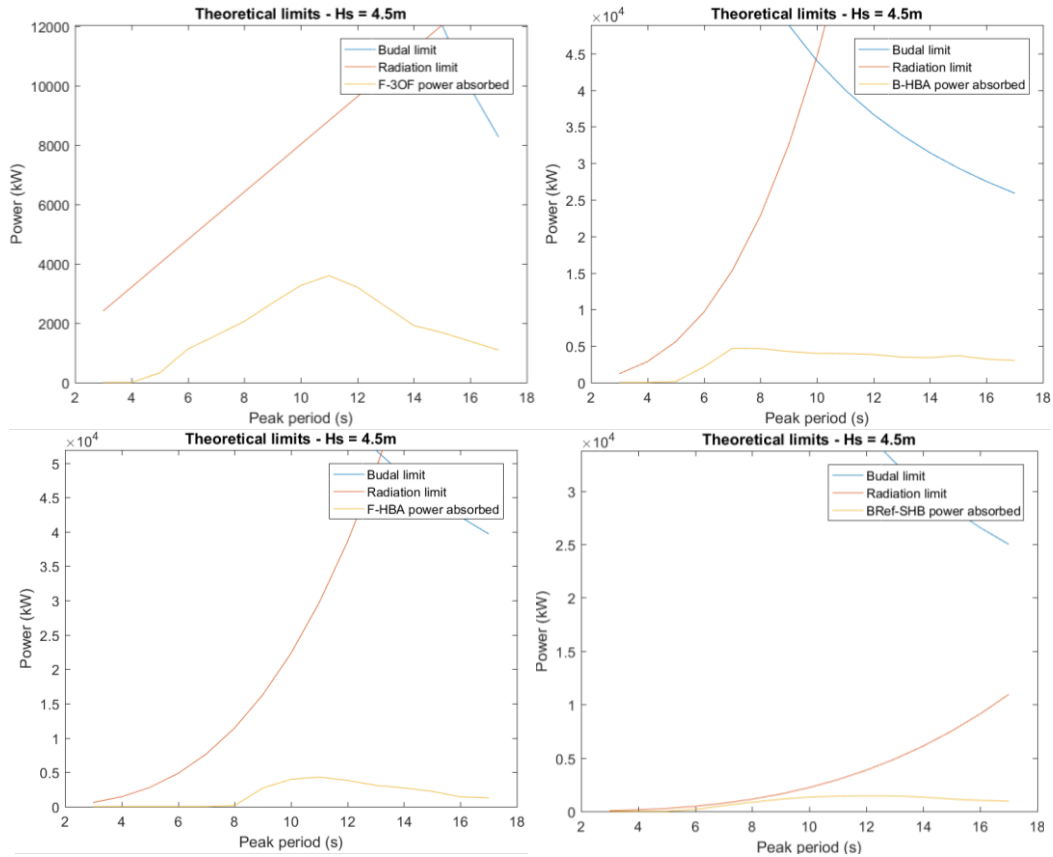 Theoretical limits - Hs = 4.5m
12000
10000
8000
6000
4000
2000
0
Power (kW)
Budal limit
Radiation limit
F-3OF power absorbed
2 4 6 8 10 12 14 16 18
Peak period (s)
Theoretical limits - Hs = 4.5m
×10⁴
4.5
4
3.5
3
2.5
2
1.5
1
0.5
0
Power (kW)
Budal limit
Radiation limit
B-HBA power absorbed
2 4 6 8 10 12 14 16 18
Peak period (s)
Theoretical limits - Hs = 4.5m
×10⁴
5
4.5
4
3.5
3
2.5
2
1.5
1
0.5
0
Power (kW)
Budal limit
Radiation limit
F-HBA power absorbed
2 4 6 8 10 12 14 16 18
Peak period (s)
Theoretical limits - Hs = 4.5m
×10⁴
3
2.5
2
1.5
1
0.5
0
Power (kW)
Budal limit
Radiation limit
BRef-SHB power absorbed
2 4 6 8 10 12 14 16 18
Peak period (s)